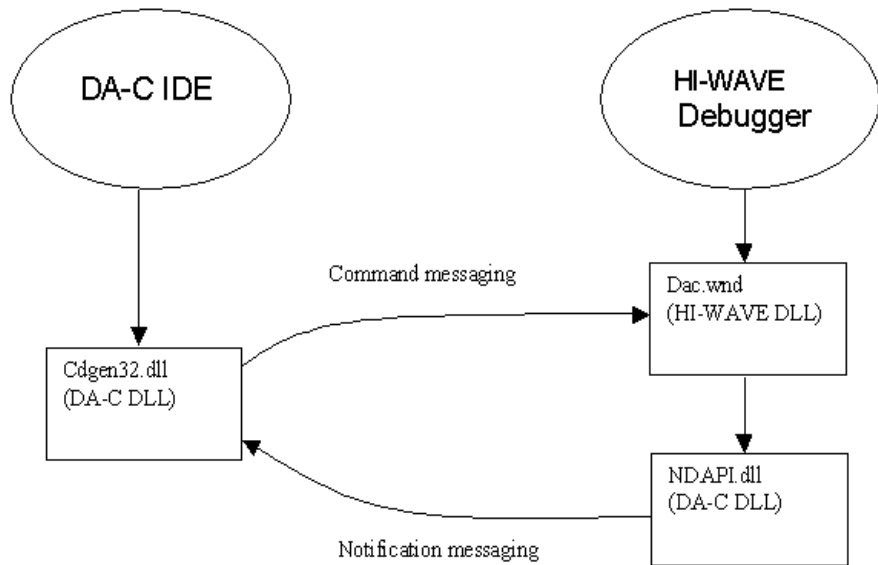 DA-C IDE
HI-WAVE
Debugger
Command messaging
Dac.wnd
(HI-WAVE DLL)
Cdgen32.dll
(DA-C DLL)
NDAPI.dll
(DA-C DLL)
Notification messaging